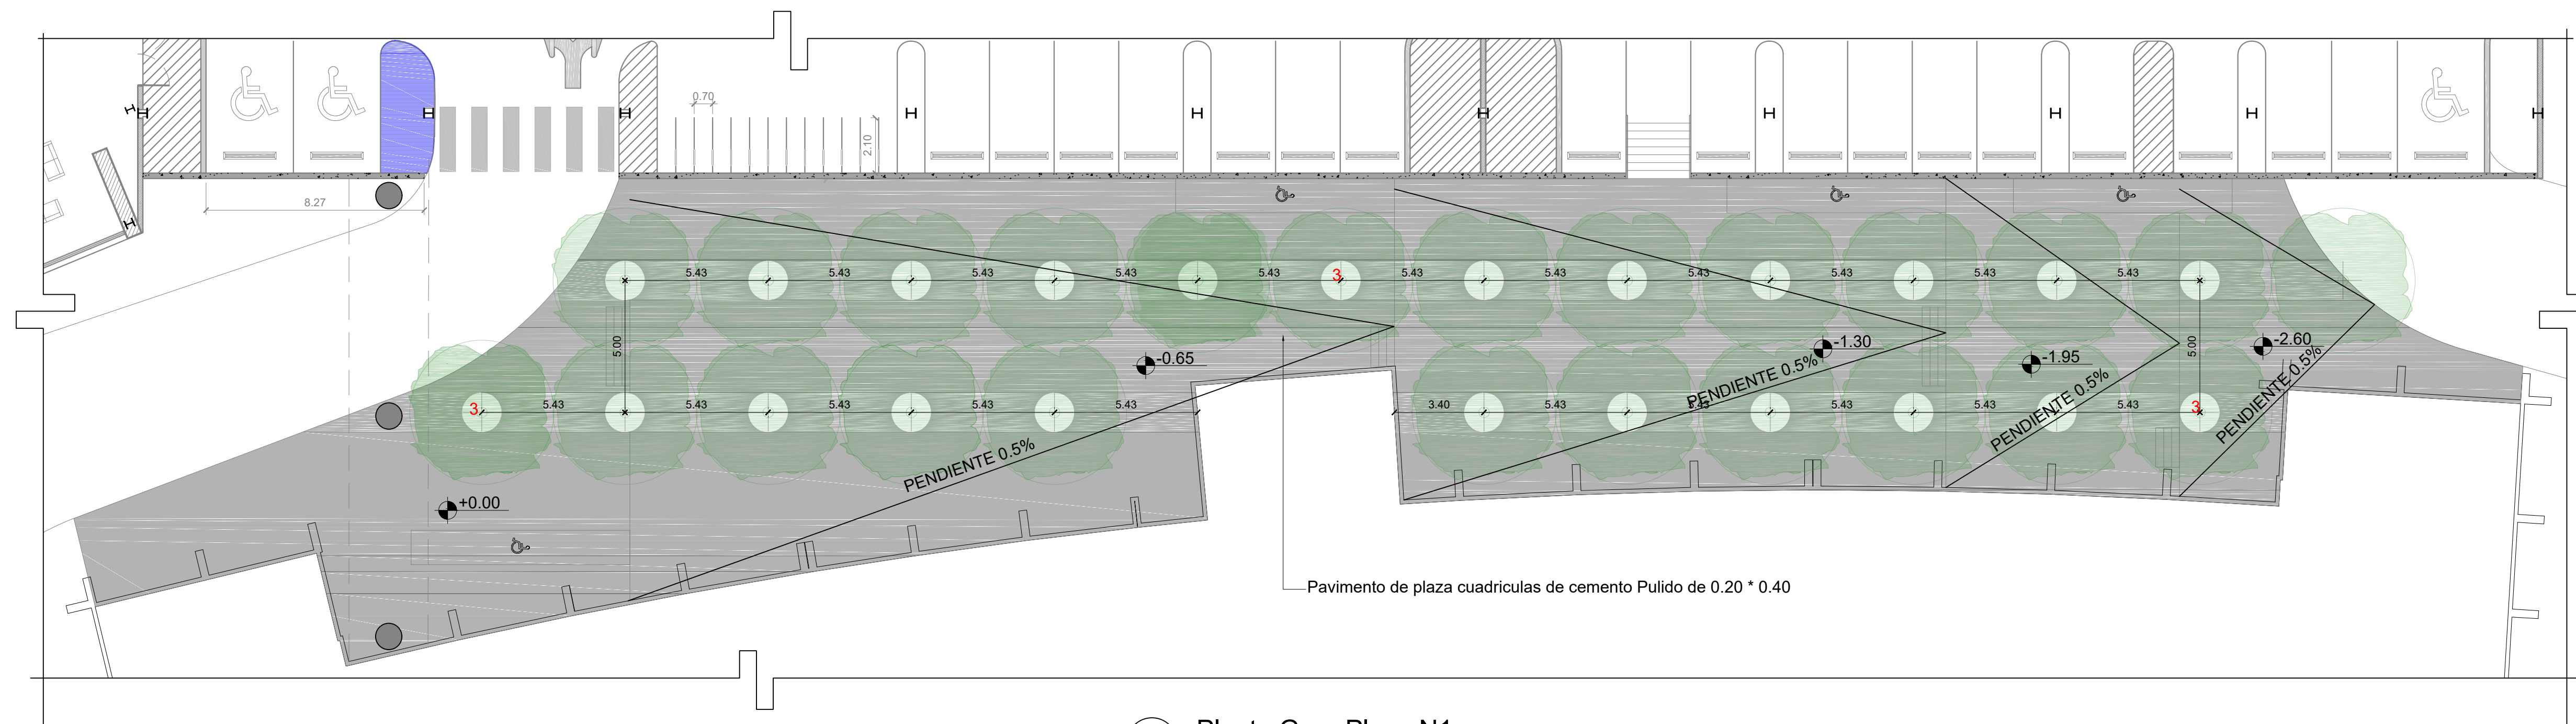 0.70
2.10
8.27
5.43 5.43 5.43 5.43 5.43 3 5.43 5.43 5.43 5.43 5.43 5.43
5.00
-0.65
-1.30
-1.95
5.00
-2.60
3 5.43 5.43 5.43 5.43 5.43 3.40 5.43 5.43 5.43 5.43 5.43 3
PENDIENTE 0.5%
PENDIENTE 0.5%
PENDIENTE 0.5%
PENDIENTE 0.5%
+0.00
Pavimento de plaza cuadriculas de cemento Pulido de 0.20 * 0.40